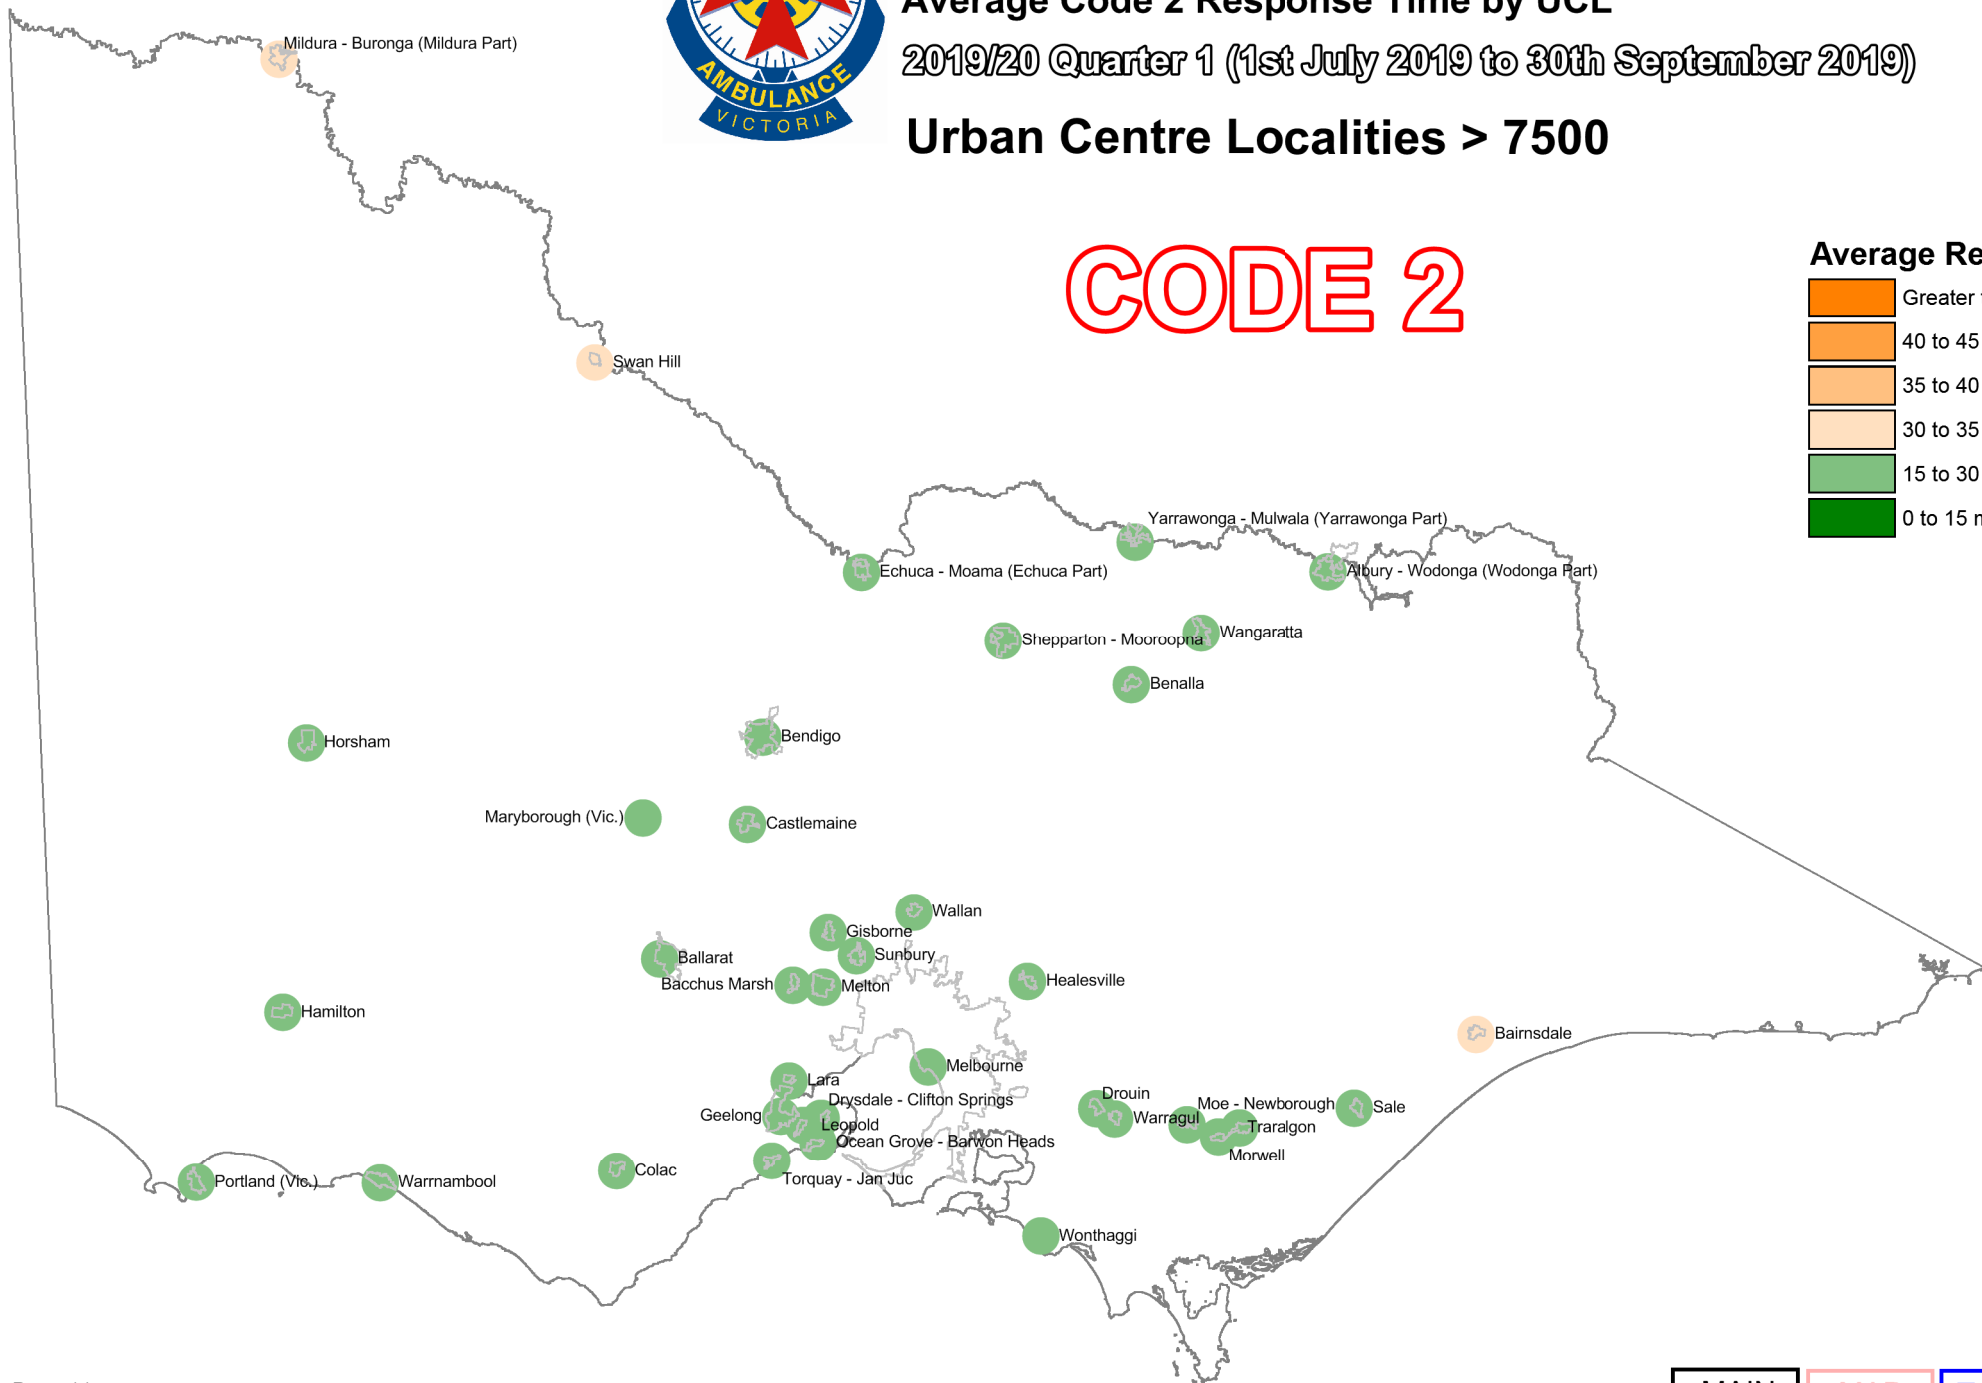 Average Code 2 Response Time by UCL
2019/20 Quarter 1 (1st July 2019 to 30th September 2019)
AMBULANCE
VICTORIA
Urban Centre Localities > 7500
CODE 2
Average Re
Greater
40 to 45
35 to 40
30 to 35
15 to 30
0 to 15 m
Mildura - Buronga (Mildura Part)
Swan Hill
Yarrawonga - Mulwala (Yarrawonga Part)
Echuca - Moama (Echuca Part)
Albury - Wodonga (Wodonga Part)
Shepparton - Mooroopna
Wangaratta
Benalla
Horsham
Bendigo
Maryborough (Vic.)
Castlemaine
Wallan
Gisborne
Sunbury
Ballarat
Bacchus Marsh
Melton
Healesville
Hamilton
Bairnsdale
Melbourne
Lara
Drysdale - Clifton Springs
Geelong
Leopold
Ocean Grove - Barwon Heads
Drouin
Warragul
Moe - Newborough
Traralgon
Morwell
Sale
Colac
Torquay - Jan Juc
Portland (Vic.)
Warrnambool
Wonthaggi